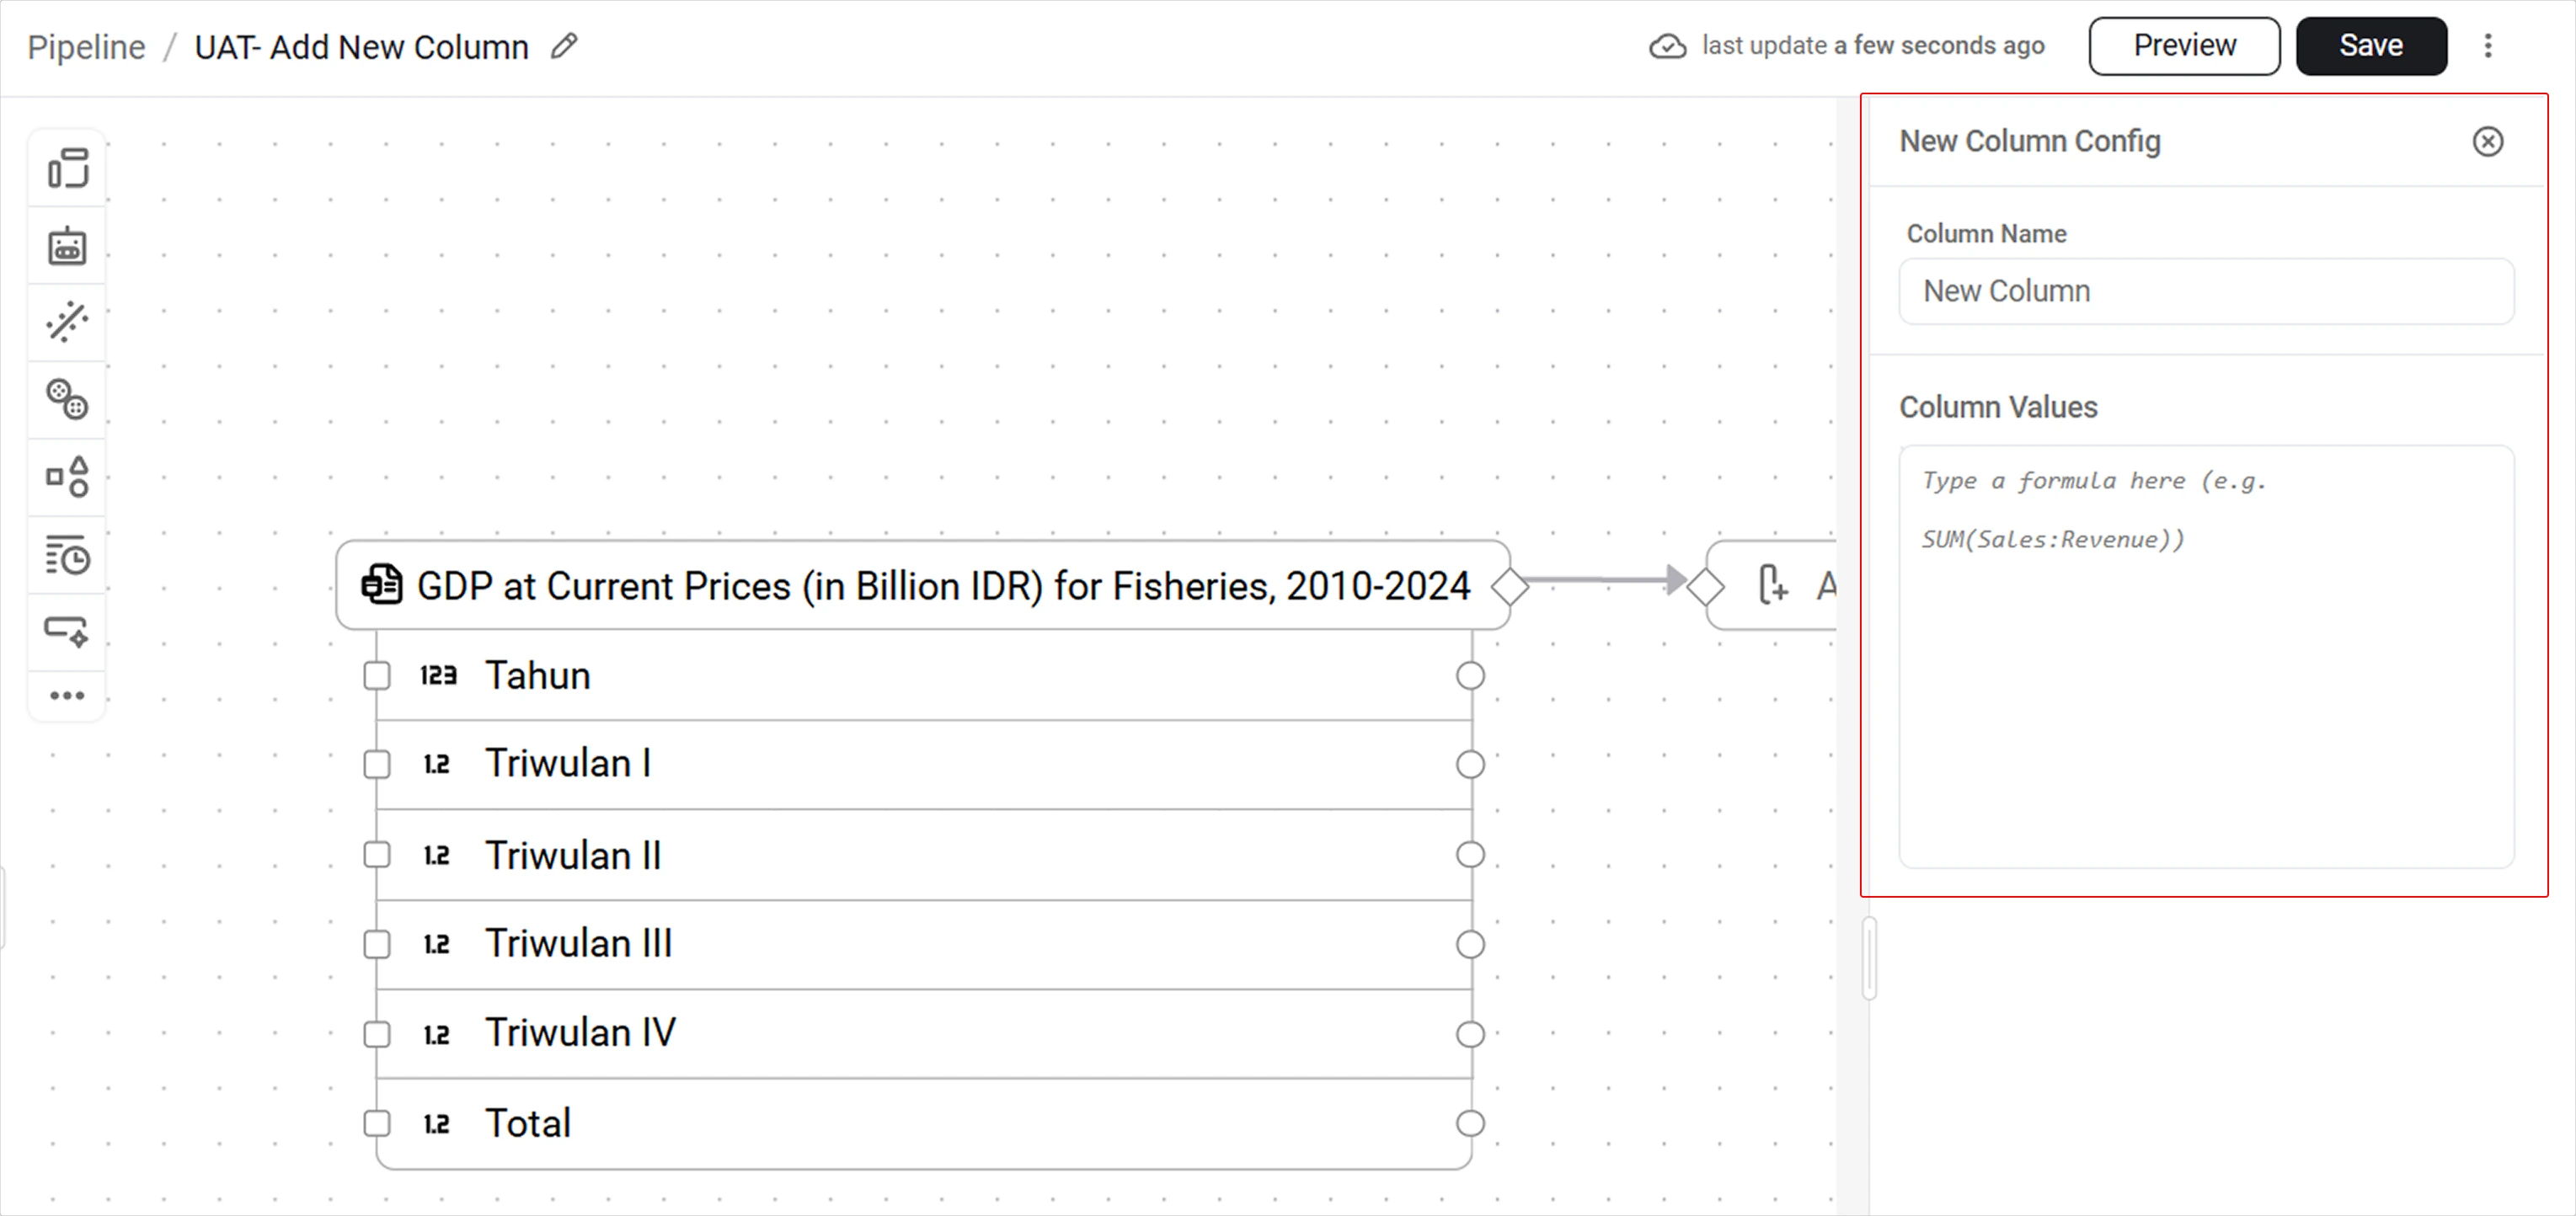 Pipeline / UAT- Add New Column
last update a few seconds ago
Preview
Save
New Column Config
Column Name
New Column
Column Values
Type a formula here (e.g.
SUM(Sales:Revenue))
GDP at Current Prices (in Billion IDR) for Fisheries, 2010-2024
A
123 Tahun
1.2 Triwulan I
1.2 Triwulan II
1.2 Triwulan III
1.2 Triwulan IV
1.2 Total